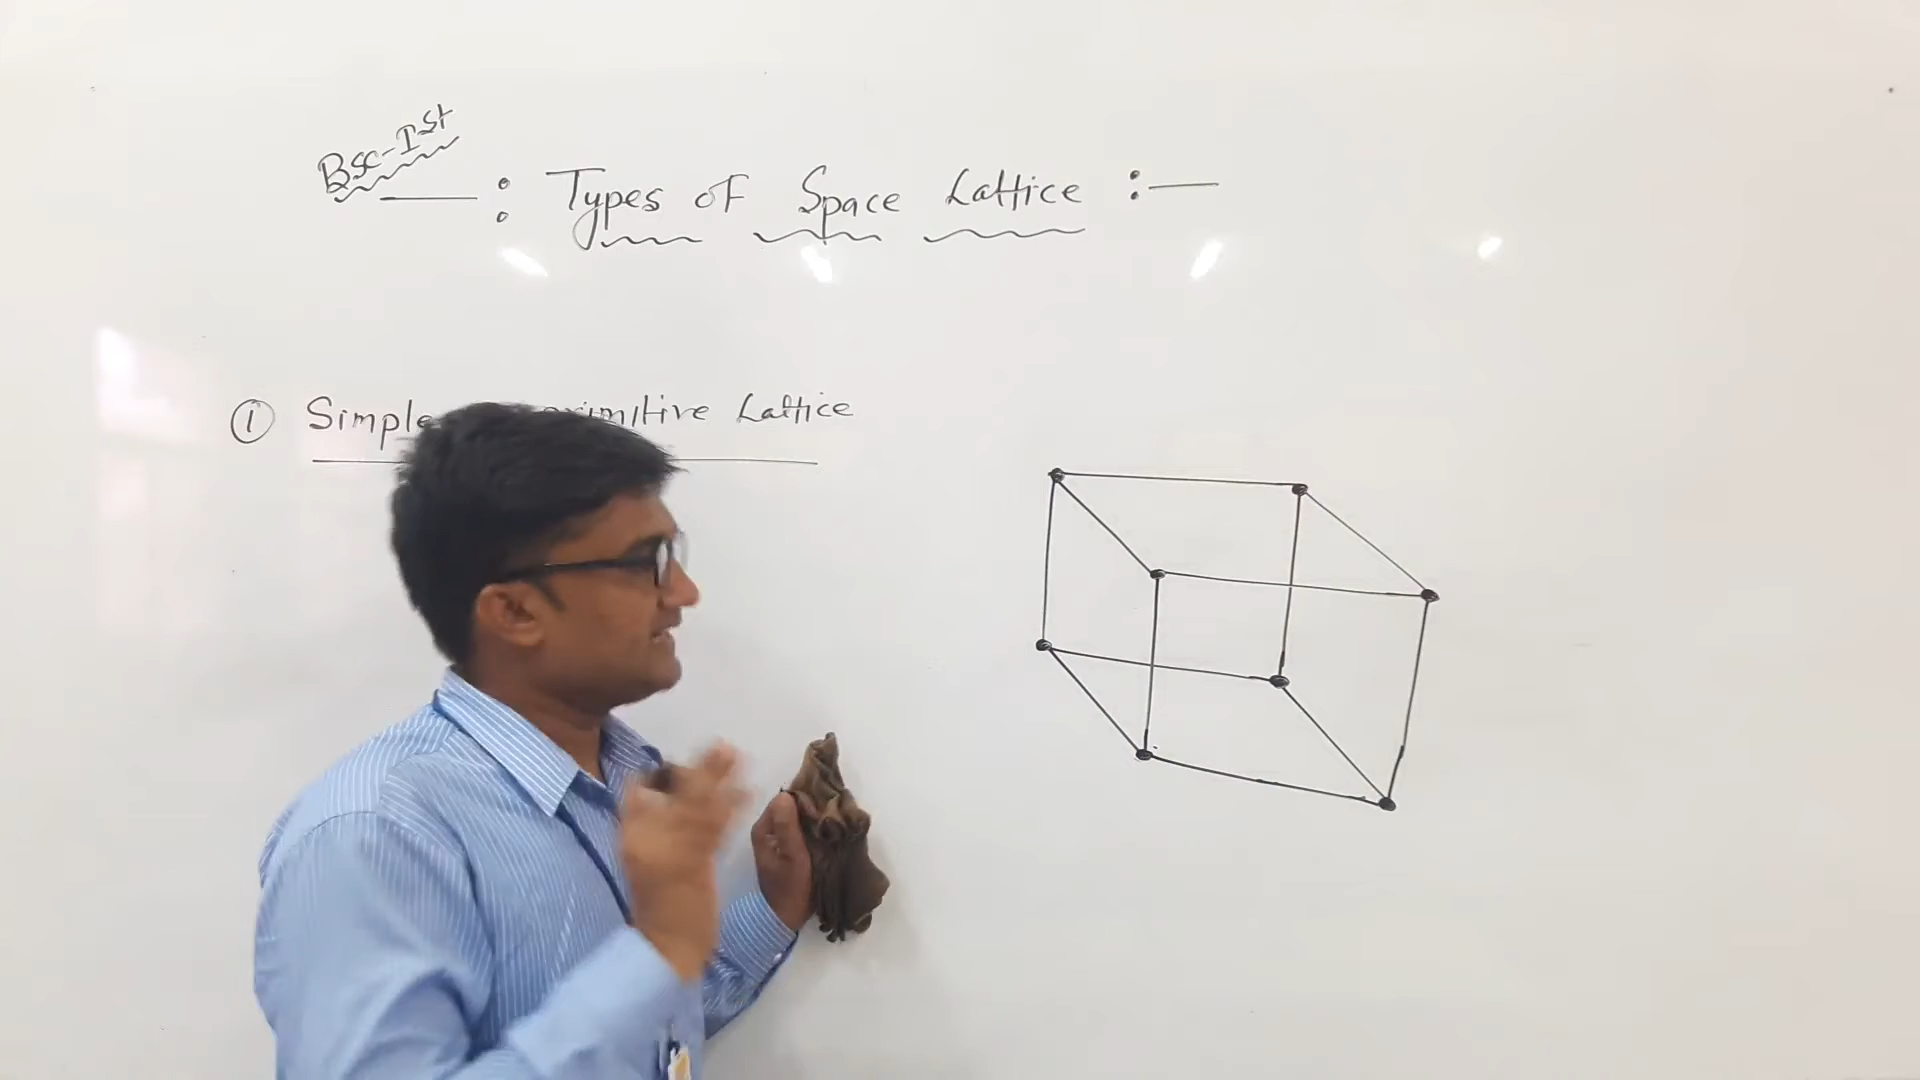 Bsc-Ist
: Types of Space Lattice :-
① Simple Lattice